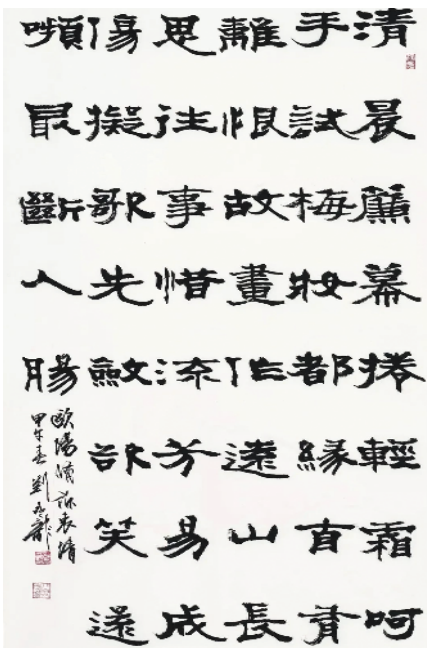 清晨簾幕捲輕霜呵
手試梅妝都緣自有
離恨故畫作遠山長
思往事惜流芳易成
傷擬歌先斂欲笑還
嚬最斷人腸
歐陽脩訴衷情
甲午春劉